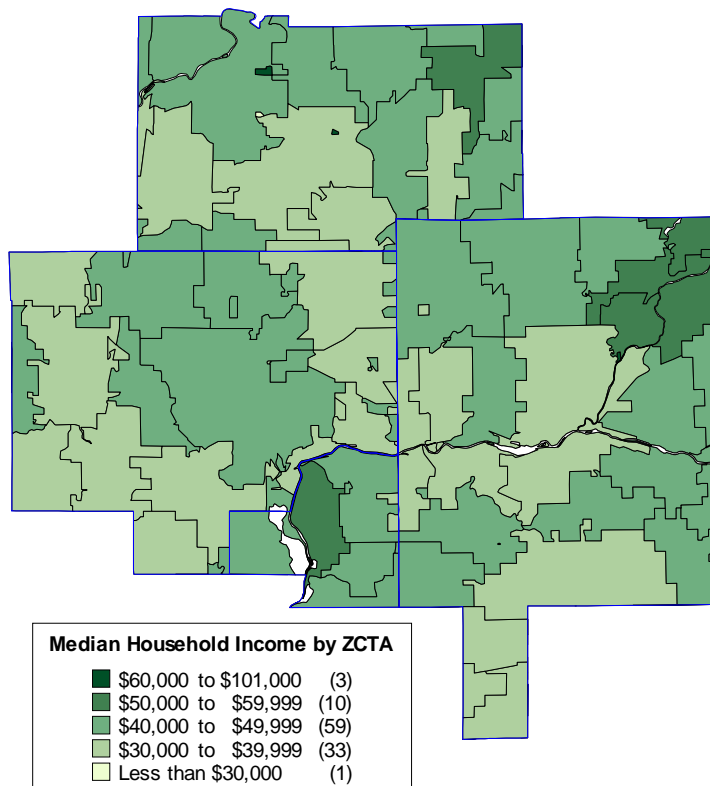 Median Household Income by ZCTA
$60,000 to $101,000 (3)
$50,000 to $59,999 (10)
$40,000 to $49,999 (59)
$30,000 to $39,999 (33)
Less than $30,000 (1)